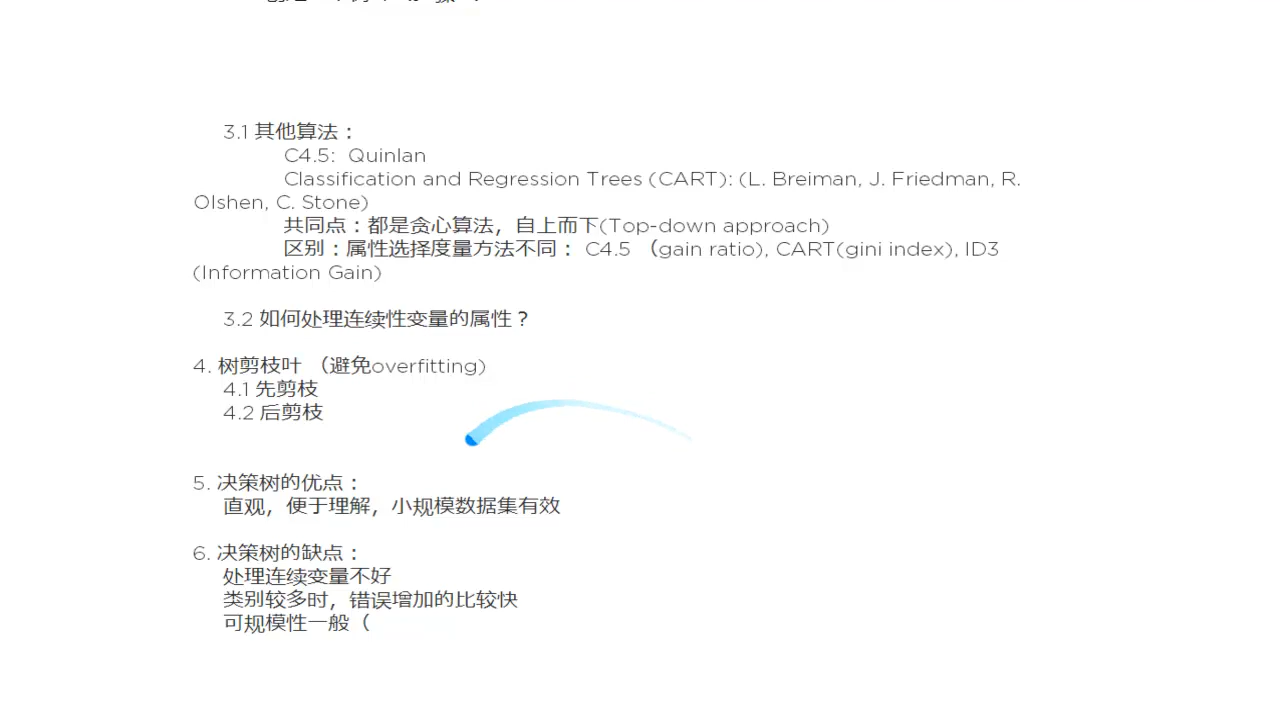 3.1 其他算法：
C4.5: Quinlan
Classification and Regression Trees (CART): (L. Breiman, J. Friedman, R.
Olshen, C. Stone)
共同点：都是贪心算法，自上而下(Top-down approach)
区别：属性选择度量方法不同： C4.5 （gain ratio), CART(gini index), ID3
(Information Gain)
3.2 如何处理连续性变量的属性？
4. 树剪枝叶 （避免overfitting)
4.1 先剪枝
4.2 后剪枝
5. 决策树的优点：
直观，便于理解，小规模数据集有效
6. 决策树的缺点：
处理连续变量不好
类别较多时，错误增加的比较快
可规模性一般（